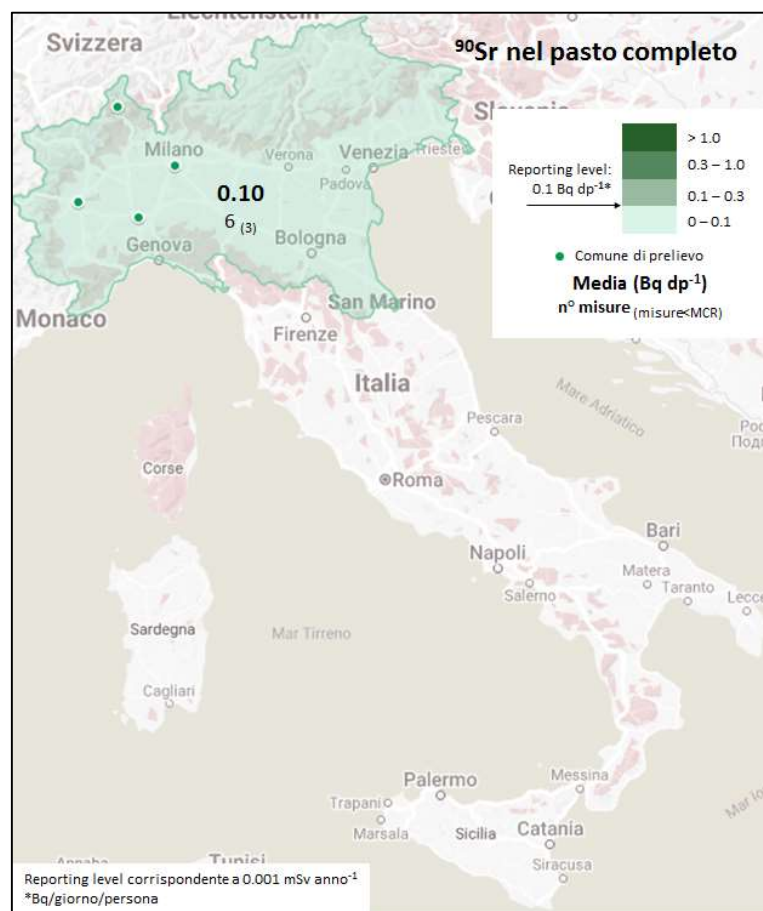 Liechtenstein
Svizzera
⁹⁰Sr nel pasto completo
Slovenia
Milano
Verona
Venezia
Trieste
Padova
0.10
6 (3)
Genova
Bologna
Reporting level:
0.1 Bq dp⁻¹*
> 1.0
0.3 – 1.0
0.1 – 0.3
0 – 0.1
Comune di prelievo
Media (Bq dp⁻¹)
n° misure (misure<MCR)
San Marino
Monaco
Firenze
Italia
Mare Adriatico
Pescara
Corse
Roma
Bari
Napoli
Matera
Salerno
Taranto
Lecce
Sardegna
Mar Tirreno
Cagliari
Palermo
Messina
Trapani
Marsala
Sicilia
Catania
Siracusa
Tunisi
Reporting level corrispondente a 0.001 mSv anno⁻¹
*Bq/giorno/persona